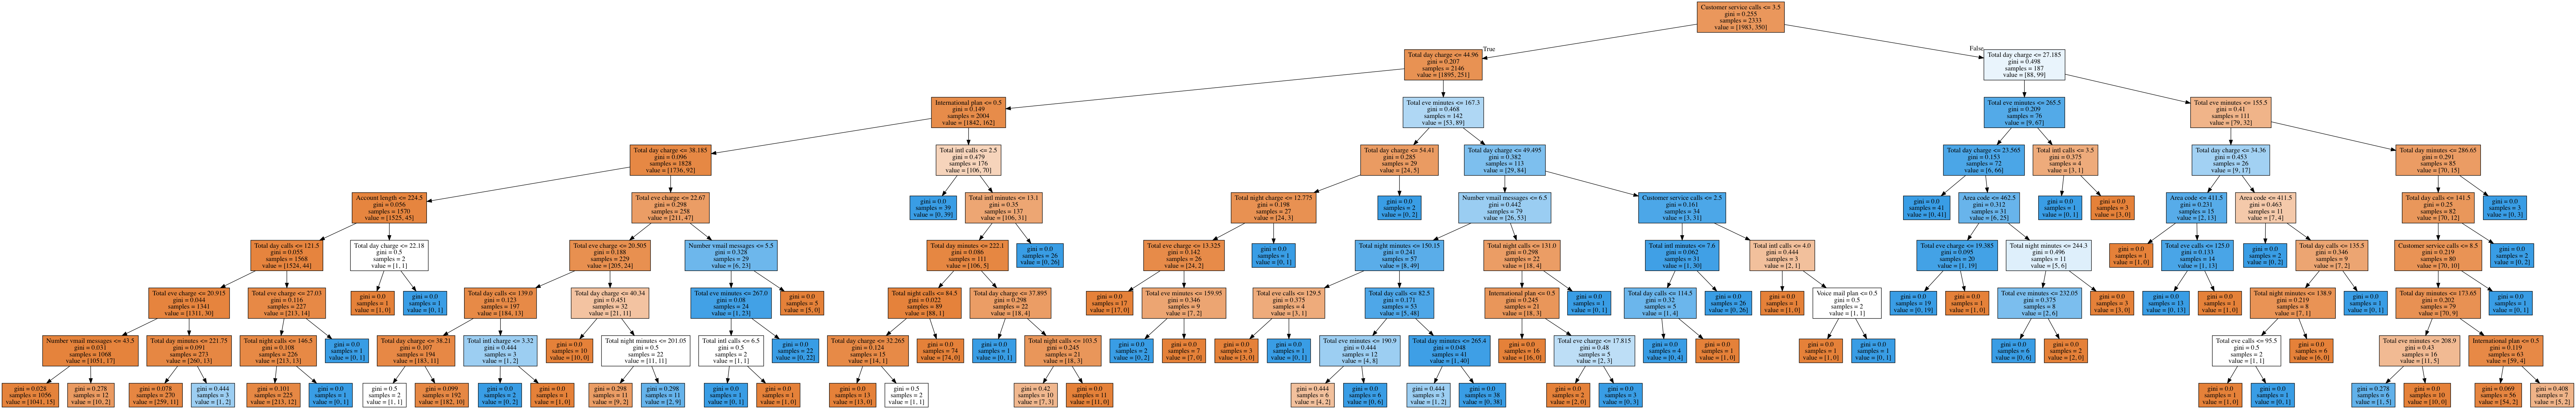 Customer service calls <= 3.5
gini = 0.255
samples = 2333
value = [1983, 350]
True
False
Total day charge <= 44.96
gini = 0.207
samples = 2146
value = [1895, 251]
Total day charge <= 27.185
gini = 0.498
samples = 187
value = [88, 99]
International plan <= 0.5
gini = 0.149
samples = 2004
value = [1842, 162]
Total eve minutes <= 167.3
gini = 0.468
samples = 142
value = [53, 89]
Total eve minutes <= 265.5
gini = 0.209
samples = 76
value = [9, 67]
Total eve minutes <= 155.5
gini = 0.41
samples = 111
value = [79, 32]
Total day charge <= 38.185
gini = 0.096
samples = 1828
value = [1736, 92]
Total intl calls <= 2.5
gini = 0.479
samples = 176
value = [106, 70]
Total day charge <= 54.41
gini = 0.285
samples = 29
value = [24, 5]
Total day charge <= 49.495
gini = 0.382
samples = 113
value = [29, 84]
Total day charge <= 23.565
gini = 0.153
samples = 72
value = [6, 66]
Total intl calls <= 3.5
gini = 0.375
samples = 4
value = [3, 1]
Total day charge <= 34.36
gini = 0.453
samples = 26
value = [9, 17]
Total day minutes <= 286.65
gini = 0.291
samples = 85
value = [70, 15]
Account length <= 224.5
gini = 0.056
samples = 1570
value = [1525, 45]
Total eve charge <= 22.67
gini = 0.298
samples = 258
value = [211, 47]
gini = 0.0
samples = 39
value = [0, 39]
Total intl minutes <= 13.1
gini = 0.35
samples = 137
value = [106, 31]
Total night charge <= 12.775
gini = 0.198
samples = 27
value = [24, 3]
gini = 0.0
samples = 2
value = [0, 2]
Number vmail messages <= 6.5
gini = 0.442
samples = 79
value = [26, 53]
Customer service calls <= 2.5
gini = 0.161
samples = 34
value = [3, 31]
gini = 0.0
samples = 41
value = [0, 41]
Area code <= 462.5
gini = 0.312
samples = 31
value = [6, 25]
gini = 0.0
samples = 1
value = [0, 1]
gini = 0.0
samples = 3
value = [3, 0]
Area code <= 411.5
gini = 0.231
samples = 15
value = [2, 13]
Area code <= 411.5
gini = 0.463
samples = 11
value = [7, 4]
Total day calls <= 141.5
gini = 0.25
samples = 82
value = [70, 12]
gini = 0.0
samples = 3
value = [0, 3]
Total day calls <= 121.5
gini = 0.055
samples = 1568
value = [1524, 44]
Total day charge <= 22.18
gini = 0.5
samples = 2
value = [1, 1]
Total eve charge <= 20.505
gini = 0.188
samples = 229
value = [205, 24]
Number vmail messages <= 5.5
gini = 0.328
samples = 29
value = [6, 23]
Total day minutes <= 222.1
gini = 0.086
samples = 111
value = [106, 5]
gini = 0.0
samples = 26
value = [0, 26]
Total eve charge <= 13.325
gini = 0.142
samples = 26
value = [24, 2]
gini = 0.0
samples = 1
value = [0, 1]
Total night minutes <= 150.15
gini = 0.241
samples = 57
value = [8, 49]
Total night calls <= 131.0
gini = 0.298
samples = 22
value = [18, 4]
Total intl minutes <= 7.6
gini = 0.062
samples = 31
value = [1, 30]
Total intl calls <= 4.0
gini = 0.444
samples = 3
value = [2, 1]
Total eve charge <= 19.385
gini = 0.095
samples = 20
value = [1, 19]
Total night minutes <= 244.3
gini = 0.496
samples = 11
value = [5, 6]
gini = 0.0
samples = 1
value = [1, 0]
Total eve calls <= 125.0
gini = 0.133
samples = 14
value = [1, 13]
gini = 0.0
samples = 2
value = [0, 2]
Total day calls <= 135.5
gini = 0.346
samples = 9
value = [7, 2]
Customer service calls <= 8.5
gini = 0.219
samples = 80
value = [70, 10]
gini = 0.0
samples = 2
value = [0, 2]
Total eve charge <= 20.915
gini = 0.044
samples = 1341
value = [1311, 30]
Total eve charge <= 27.03
gini = 0.116
samples = 227
value = [213, 14]
gini = 0.0
samples = 1
value = [1, 0]
gini = 0.0
samples = 1
value = [0, 1]
Total day calls <= 139.0
gini = 0.123
samples = 197
value = [184, 13]
Total day charge <= 40.34
gini = 0.451
samples = 32
value = [21, 11]
Total eve minutes <= 267.0
gini = 0.08
samples = 24
value = [1, 23]
gini = 0.0
samples = 5
value = [5, 0]
Total night calls <= 84.5
gini = 0.022
samples = 89
value = [88, 1]
Total day charge <= 37.895
gini = 0.298
samples = 22
value = [18, 4]
gini = 0.0
samples = 17
value = [17, 0]
Total eve minutes <= 159.95
gini = 0.346
samples = 9
value = [7, 2]
Total eve calls <= 129.5
gini = 0.375
samples = 4
value = [3, 1]
Total day calls <= 82.5
gini = 0.171
samples = 53
value = [5, 48]
International plan <= 0.5
gini = 0.245
samples = 21
value = [18, 3]
gini = 0.0
samples = 1
value = [0, 1]
Total day calls <= 114.5
gini = 0.32
samples = 5
value = [1, 4]
gini = 0.0
samples = 26
value = [0, 26]
gini = 0.0
samples = 1
value = [1, 0]
Voice mail plan <= 0.5
gini = 0.5
samples = 2
value = [1, 1]
gini = 0.0
samples = 19
value = [0, 19]
gini = 0.0
samples = 1
value = [1, 0]
Total eve minutes <= 232.05
gini = 0.375
samples = 8
value = [2, 6]
gini = 0.0
samples = 3
value = [3, 0]
gini = 0.0
samples = 13
value = [0, 13]
gini = 0.0
samples = 1
value = [1, 0]
Total night minutes <= 138.9
gini = 0.219
samples = 8
value = [7, 1]
gini = 0.0
samples = 1
value = [0, 1]
Total day minutes <= 173.65
gini = 0.202
samples = 79
value = [70, 9]
gini = 0.0
samples = 1
value = [0, 1]
Number vmail messages <= 43.5
gini = 0.031
samples = 1068
value = [1051, 17]
Total day minutes <= 221.75
gini = 0.091
samples = 273
value = [260, 13]
Total night calls <= 146.5
gini = 0.108
samples = 226
value = [213, 13]
gini = 0.0
samples = 1
value = [0, 1]
Total day charge <= 38.21
gini = 0.107
samples = 194
value = [183, 11]
Total intl charge <= 3.32
gini = 0.444
samples = 3
value = [1, 2]
gini = 0.0
samples = 10
value = [10, 0]
Total night minutes <= 201.05
gini = 0.5
samples = 22
value = [11, 11]
Total intl calls <= 6.5
gini = 0.5
samples = 2
value = [1, 1]
gini = 0.0
samples = 22
value = [0, 22]
Total day charge <= 32.265
gini = 0.124
samples = 15
value = [14, 1]
gini = 0.0
samples = 74
value = [74, 0]
gini = 0.0
samples = 1
value = [0, 1]
Total night calls <= 103.5
gini = 0.245
samples = 21
value = [18, 3]
gini = 0.0
samples = 2
value = [0, 2]
gini = 0.0
samples = 7
value = [7, 0]
gini = 0.0
samples = 3
value = [3, 0]
gini = 0.0
samples = 1
value = [0, 1]
Total eve minutes <= 190.9
gini = 0.444
samples = 12
value = [4, 8]
Total day minutes <= 265.4
gini = 0.048
samples = 41
value = [1, 40]
gini = 0.0
samples = 16
value = [16, 0]
Total eve charge <= 17.815
gini = 0.48
samples = 5
value = [2, 3]
gini = 0.0
samples = 4
value = [0, 4]
gini = 0.0
samples = 1
value = [1, 0]
gini = 0.0
samples = 1
value = [1, 0]
gini = 0.0
samples = 1
value = [0, 1]
gini = 0.0
samples = 6
value = [0, 6]
gini = 0.0
samples = 2
value = [2, 0]
Total eve calls <= 95.5
gini = 0.5
samples = 2
value = [1, 1]
gini = 0.0
samples = 6
value = [6, 0]
Total eve minutes <= 208.9
gini = 0.43
samples = 16
value = [11, 5]
International plan <= 0.5
gini = 0.119
samples = 63
value = [59, 4]
gini = 0.028
samples = 1056
value = [1041, 15]
gini = 0.278
samples = 12
value = [10, 2]
gini = 0.078
samples = 270
value = [259, 11]
gini = 0.444
samples = 3
value = [1, 2]
gini = 0.101
samples = 225
value = [213, 12]
gini = 0.0
samples = 1
value = [0, 1]
gini = 0.5
samples = 2
value = [1, 1]
gini = 0.099
samples = 192
value = [182, 10]
gini = 0.0
samples = 2
value = [0, 2]
gini = 0.0
samples = 1
value = [1, 0]
gini = 0.298
samples = 11
value = [9, 2]
gini = 0.298
samples = 11
value = [2, 9]
gini = 0.0
samples = 1
value = [0, 1]
gini = 0.0
samples = 1
value = [1, 0]
gini = 0.0
samples = 13
value = [13, 0]
gini = 0.5
samples = 2
value = [1, 1]
gini = 0.42
samples = 10
value = [7, 3]
gini = 0.0
samples = 11
value = [11, 0]
gini = 0.444
samples = 6
value = [4, 2]
gini = 0.0
samples = 6
value = [0, 6]
gini = 0.444
samples = 3
value = [1, 2]
gini = 0.0
samples = 38
value = [0, 38]
gini = 0.0
samples = 2
value = [2, 0]
gini = 0.0
samples = 3
value = [0, 3]
gini = 0.0
samples = 1
value = [1, 0]
gini = 0.0
samples = 1
value = [0, 1]
gini = 0.278
samples = 6
value = [1, 5]
gini = 0.0
samples = 10
value = [10, 0]
gini = 0.069
samples = 56
value = [54, 2]
gini = 0.408
samples = 7
value = [5, 2]